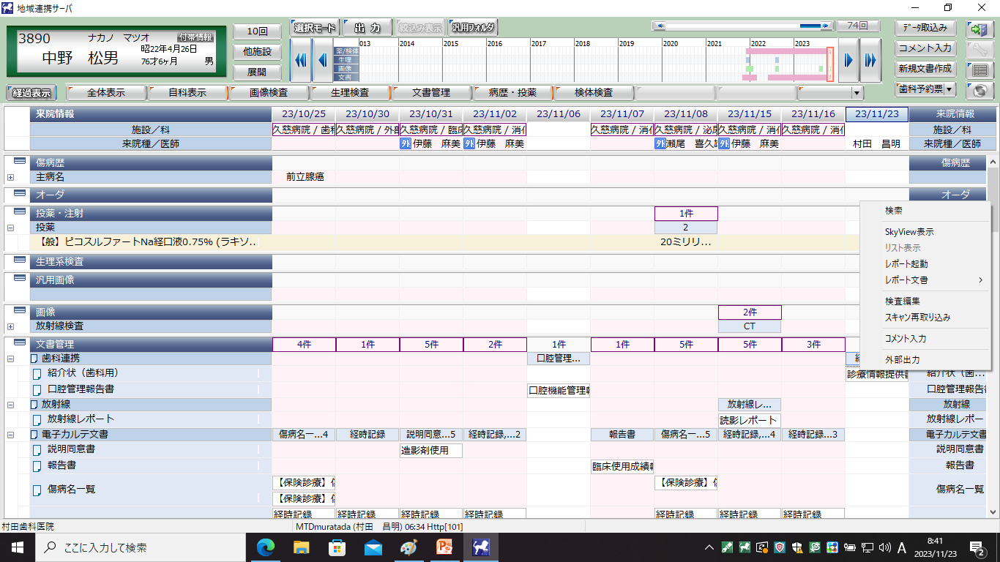 地域連携サーバ
3890 ナカノ マツオ 付帯情報
中野 松男 昭22年4月26日
76才6ヶ月 男
10回
他施設
展開
選択モード 出力 絞込み表示 汎用フォルダ
74回
013 2014 2015 2016 2017 2018 2019 2020 2021 2022 2023
薬/検体
生理
画像
文書
データ取込み
コメント入力
新規文書作成
歯科予約票
経過表示 全体表示 自科表示 画像検査 生理検査 文書管理 病歴・投薬 検体検査
来院情報 23/10/25 23/10/30 23/10/31 23/11/02 23/11/06 23/11/07 23/11/08 23/11/15 23/11/16 23/11/23 来院情報
施設／科 久慈病院 / 歯科 久慈病院 / 外 久慈病院 / 臨 久慈病院 / 消 久慈病院 / 消 久慈病院 / 泌 久慈病院 / 消 久慈病院 / 消 施設／科
来院種／医師 外 伊藤 麻美 外 伊藤 麻美 外 瀬尾 喜久 外 伊藤 麻美 村田 昌明 来院種／医師
傷病歴 傷病歴
主病名 前立腺癌
オーダ オーダ
投薬・注射 1件
投薬 2
【般】ピコスルファートNa経口液0.75% (ラキソ‥ 20ミリリ...
生理系検査
汎用画像
画像 2件
放射線検査 CT
文書管理 4件 1件 5件 2件 1件 1件 5件 5件 3件
歯科連携 口腔管理...
紹介状（歯科用） 診療情報提供書 紹介状（歯...
口腔管理報告書 口腔機能管理報 口腔管理報告書
放射線 放射線レ... 放射線
放射線レポート 読影レポート 放射線レポー
電子カルテ文書 傷病名一...4 経時記録 説明同意...5 経時記録,...2 報告書 傷病名一...5 経時記録,...4 経時記録...3 電子カルテ文書
説明同意書 造影剤使用 説明同意書
報告書 臨床使用成績 報告書
傷病名一覧 【保険診療】 【保険診療】 傷病名一覧
【保険診療】
経時記録 経時記録 経時記録 経時記録 経時記録 経時記録 経時記録
検索
SkyView表示
リスト表示
レポート起動
レポート文書
検査編集
スキャン再取り込み
コメント入力
外部出力
村田歯科医院 MTDmuratada (村田 昌明) 06:34 Http[101]
ここに入力して検索
A
8:41
2023/11/23
2